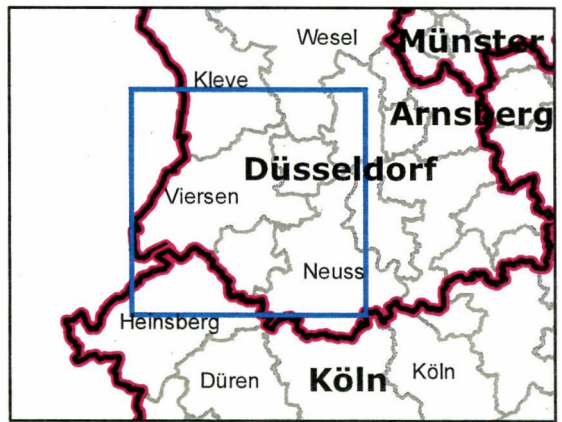 Wesel
Münster
Kleve
Arnsberg
Düsseldorf
Viersen
Neuss
Heinsberg
Düren
Köln
Köln